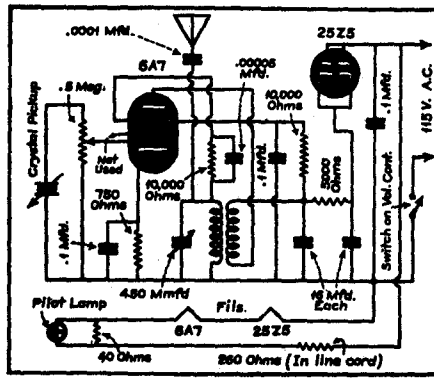 .0001 Mfd.
25Z5
6A7
.00005
Mfd.
.5 Meg.
10,000
Ohms
.1 Mfd.
Crystal Pickup
Not
Used
750
Ohms
10,000
Ohms
.1 Mfd.
5000
Ohms
115 V. A.C.
Switch on Vol. Cont.
.1 Mfd.
450 Mmfd
16 Mfd.
Each
Pilot Lamp
Fils.
6A7
25Z5
40 Ohms
260 Ohms (In line cord)